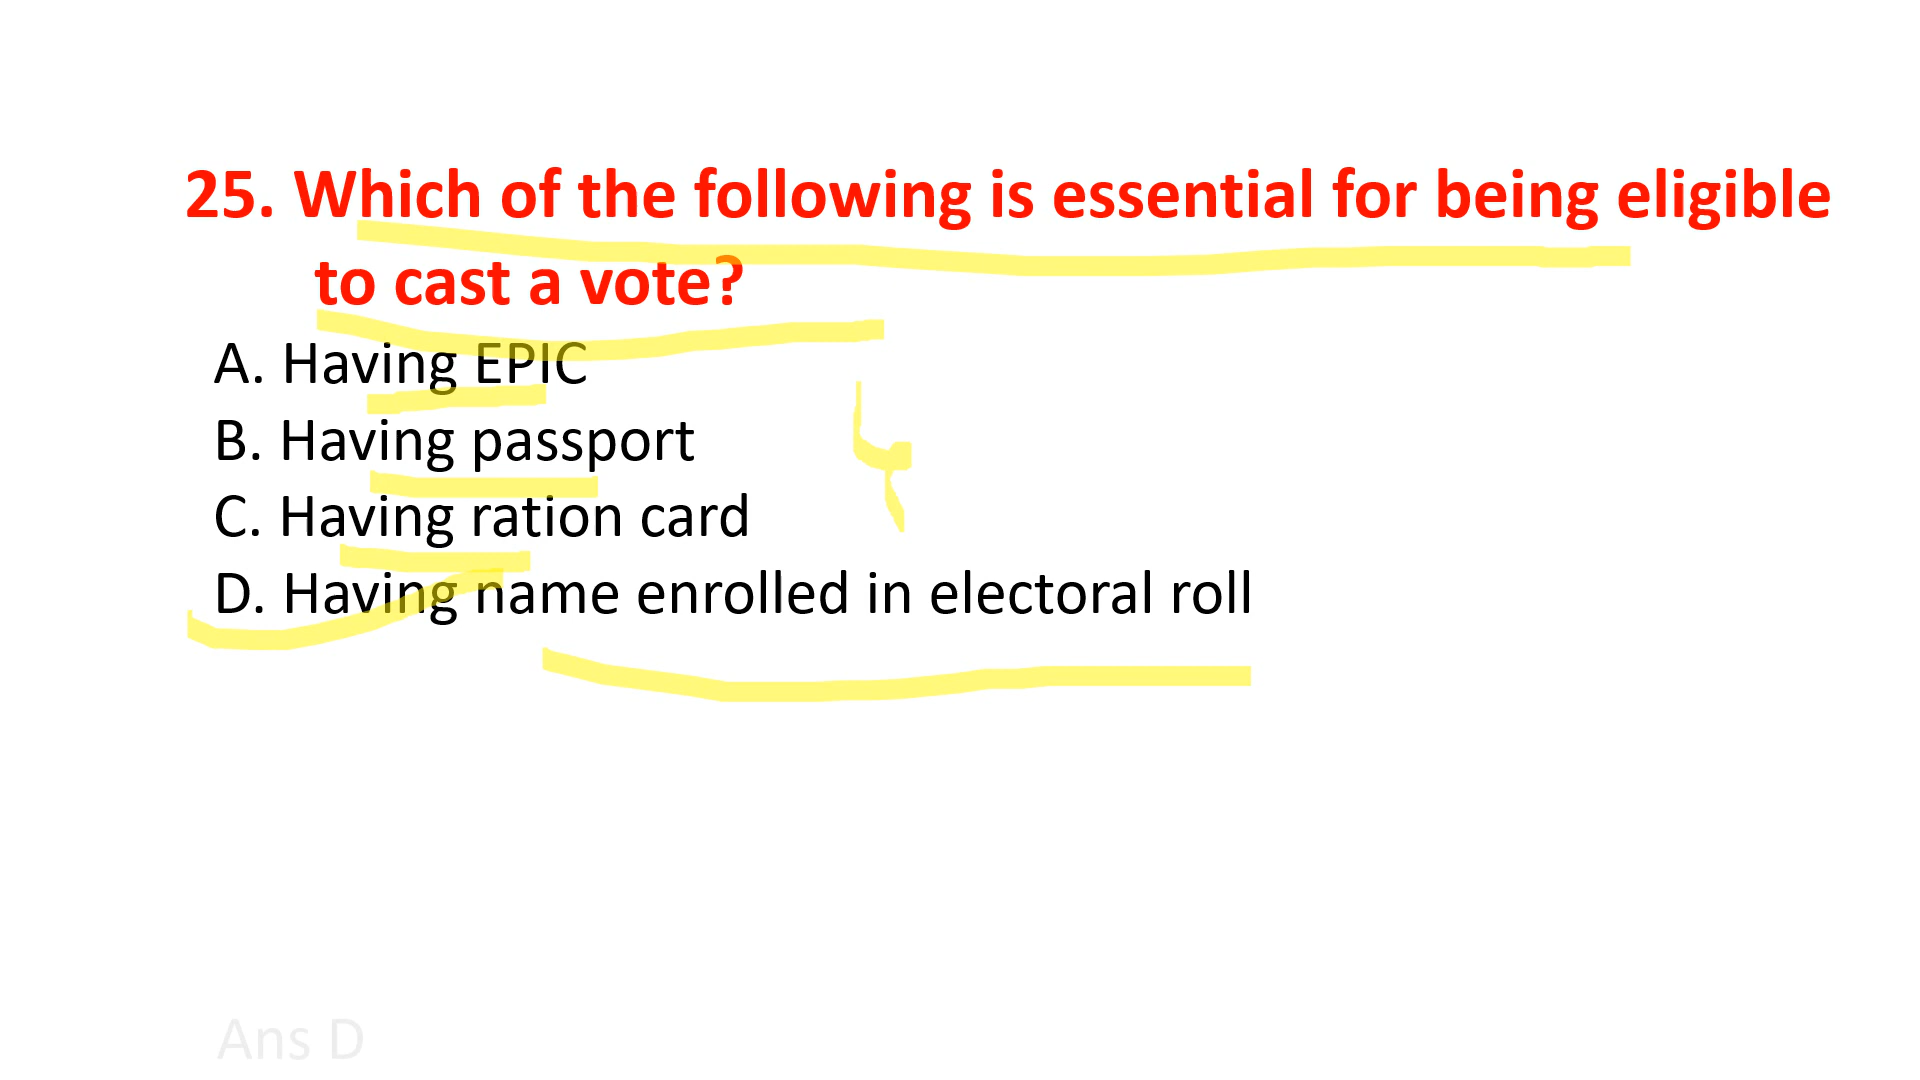 25. Which of the following is essential for being eligible
to cast a vote?
A. Having EPIC
B. Having passport
C. Having ration card
D. Having name enrolled in electoral roll
Ans D